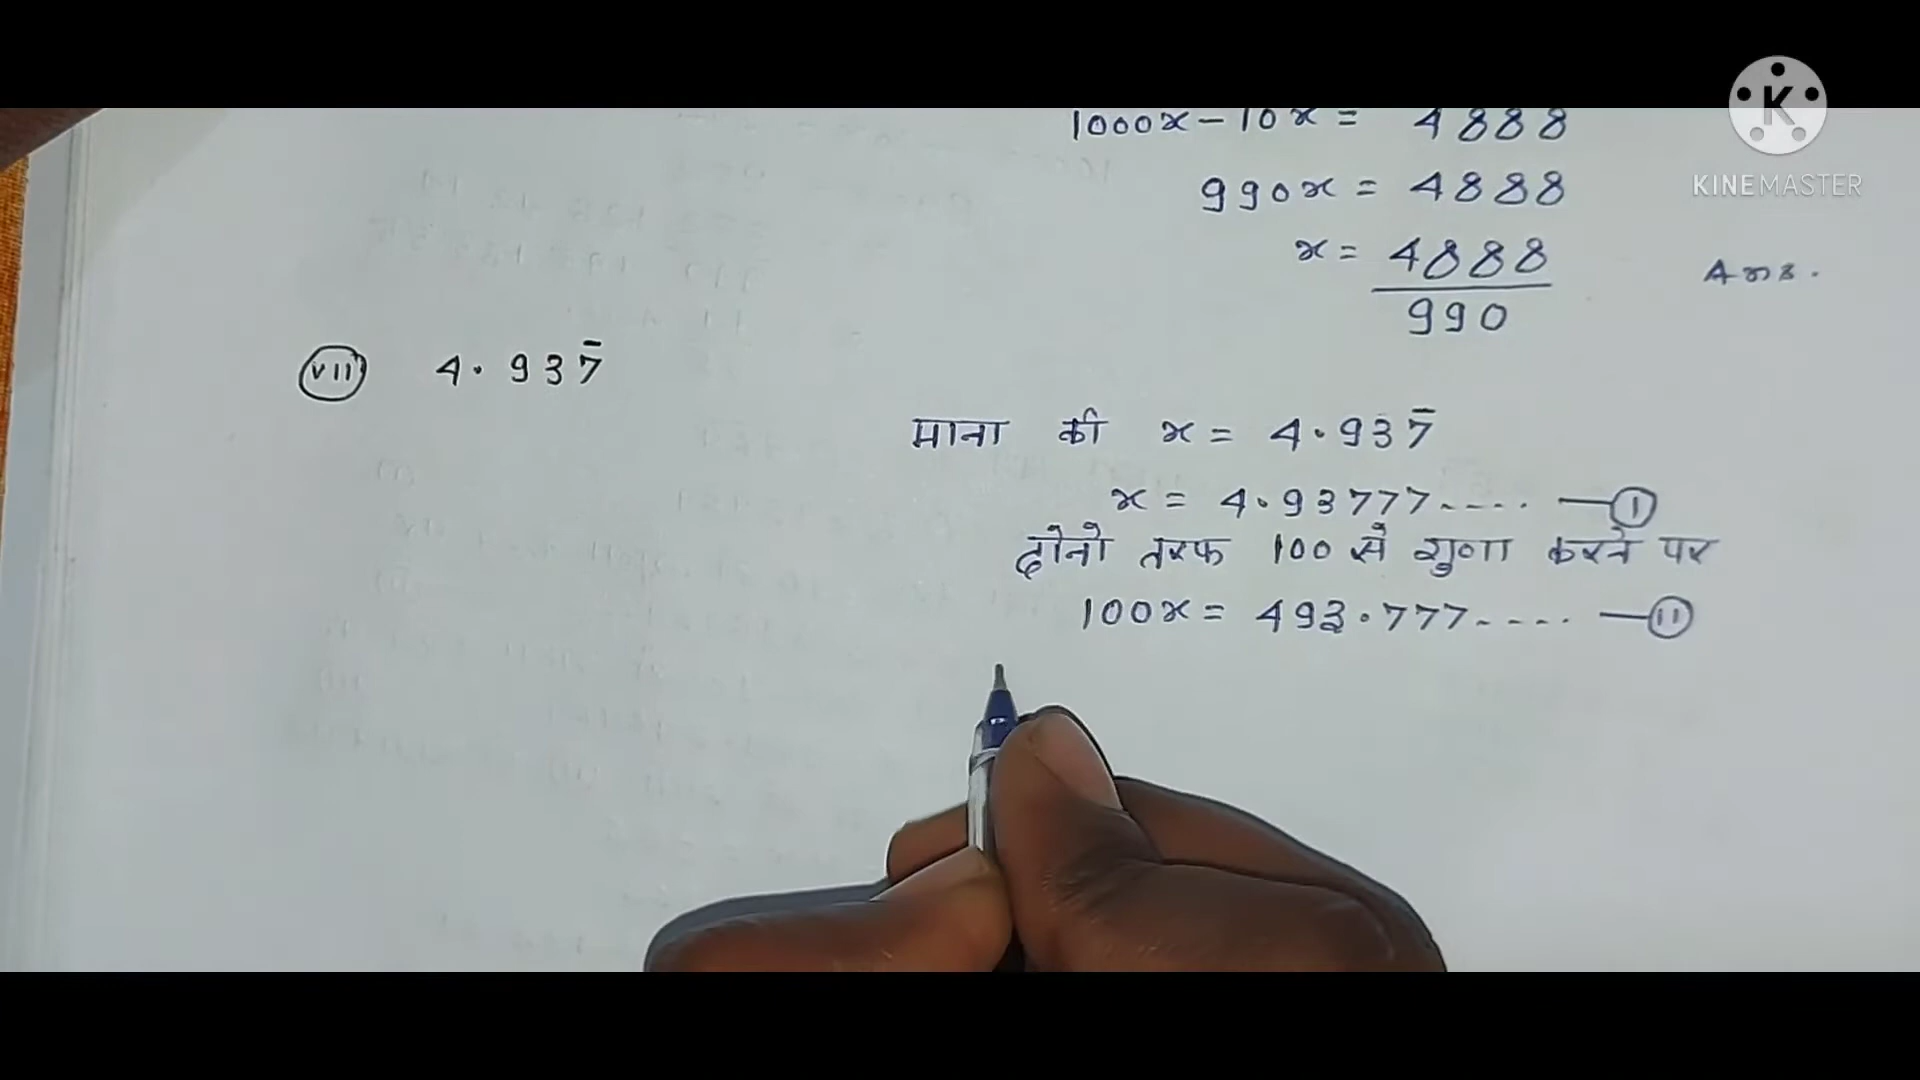 1000x - 10x = 4888
990x = 4888
x = 4888/990 Ans.
(VII) 4.937̄
माना की x = 4.937̄
x = 4.93777.... —(I)
दोनो तरफ 100 से गुणा करने पर
100x = 493.777.... —(II)
K
KINEMASTER